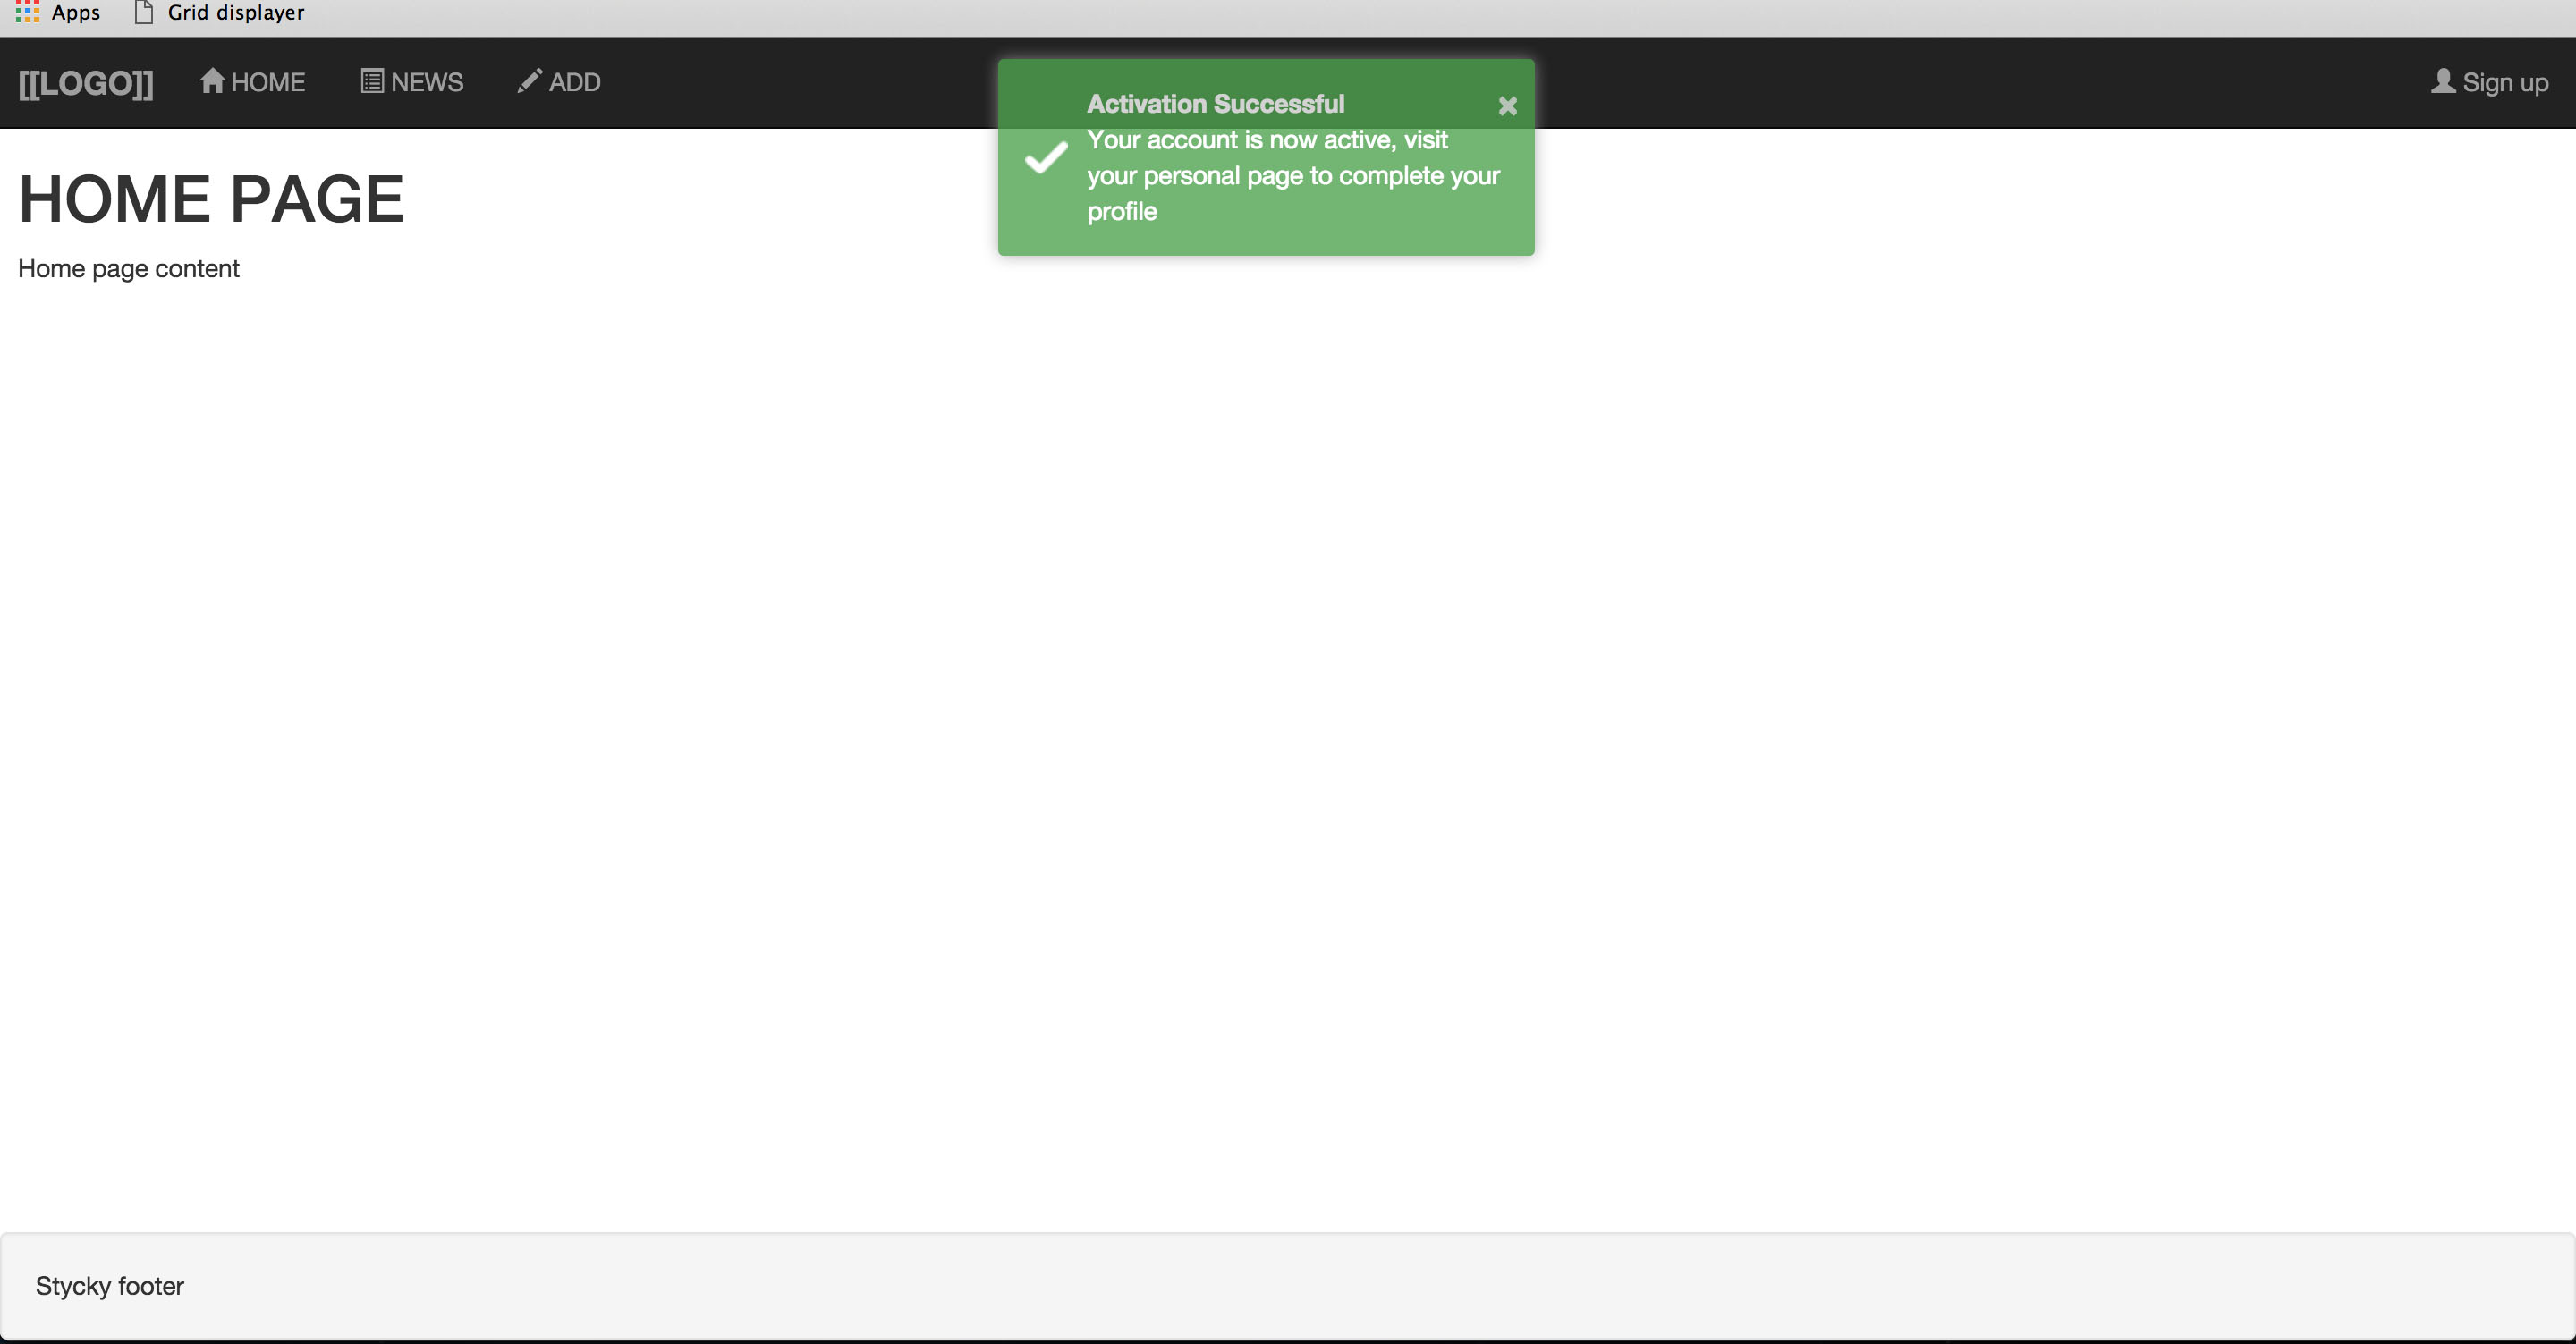 Apps Grid displayer
[[LOGO]] HOME NEWS ADD Sign up
Activation Successful
Your account is now active, visit
your personal page to complete your
profile
HOME PAGE
Home page content
Stycky footer